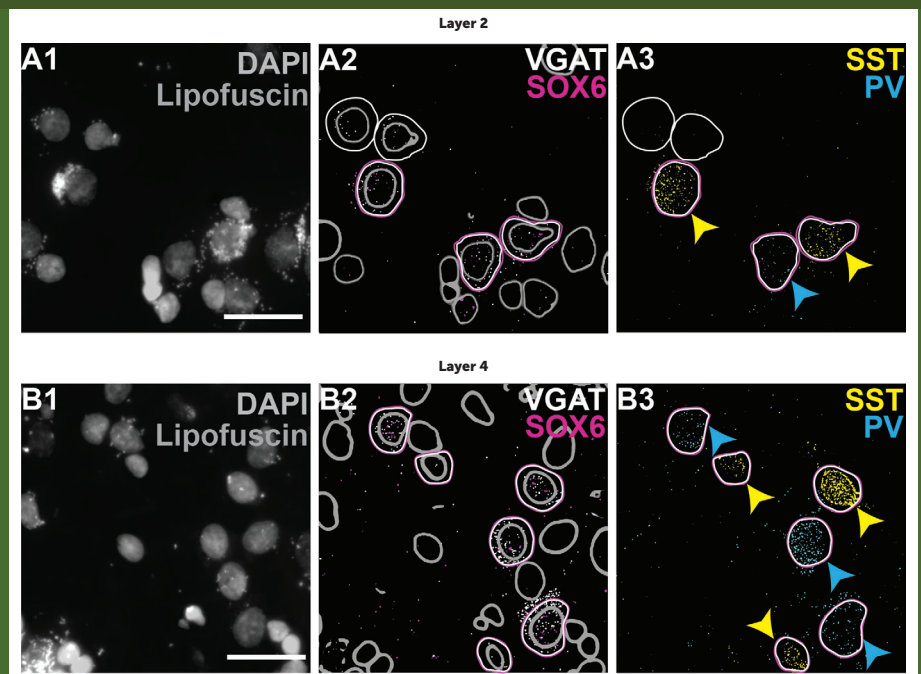 Layer 2
A1
DAPI
Lipofuscin
A2
VGAT
SOX6
A3
SST
PV
Layer 4
B1
DAPI
Lipofuscin
B2
VGAT
SOX6
B3
SST
PV